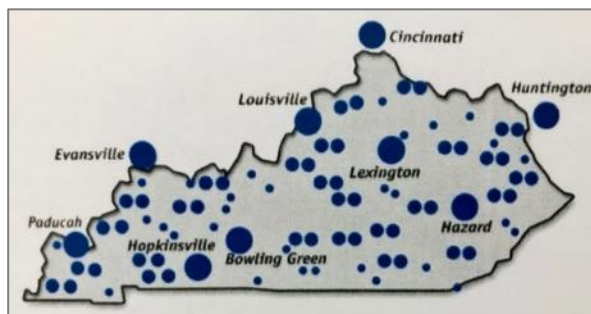 Cincinnati
Huntington
Louisville
Evansville
Lexington
Paducah
Hazard
Hopkinsville
Bowling Green